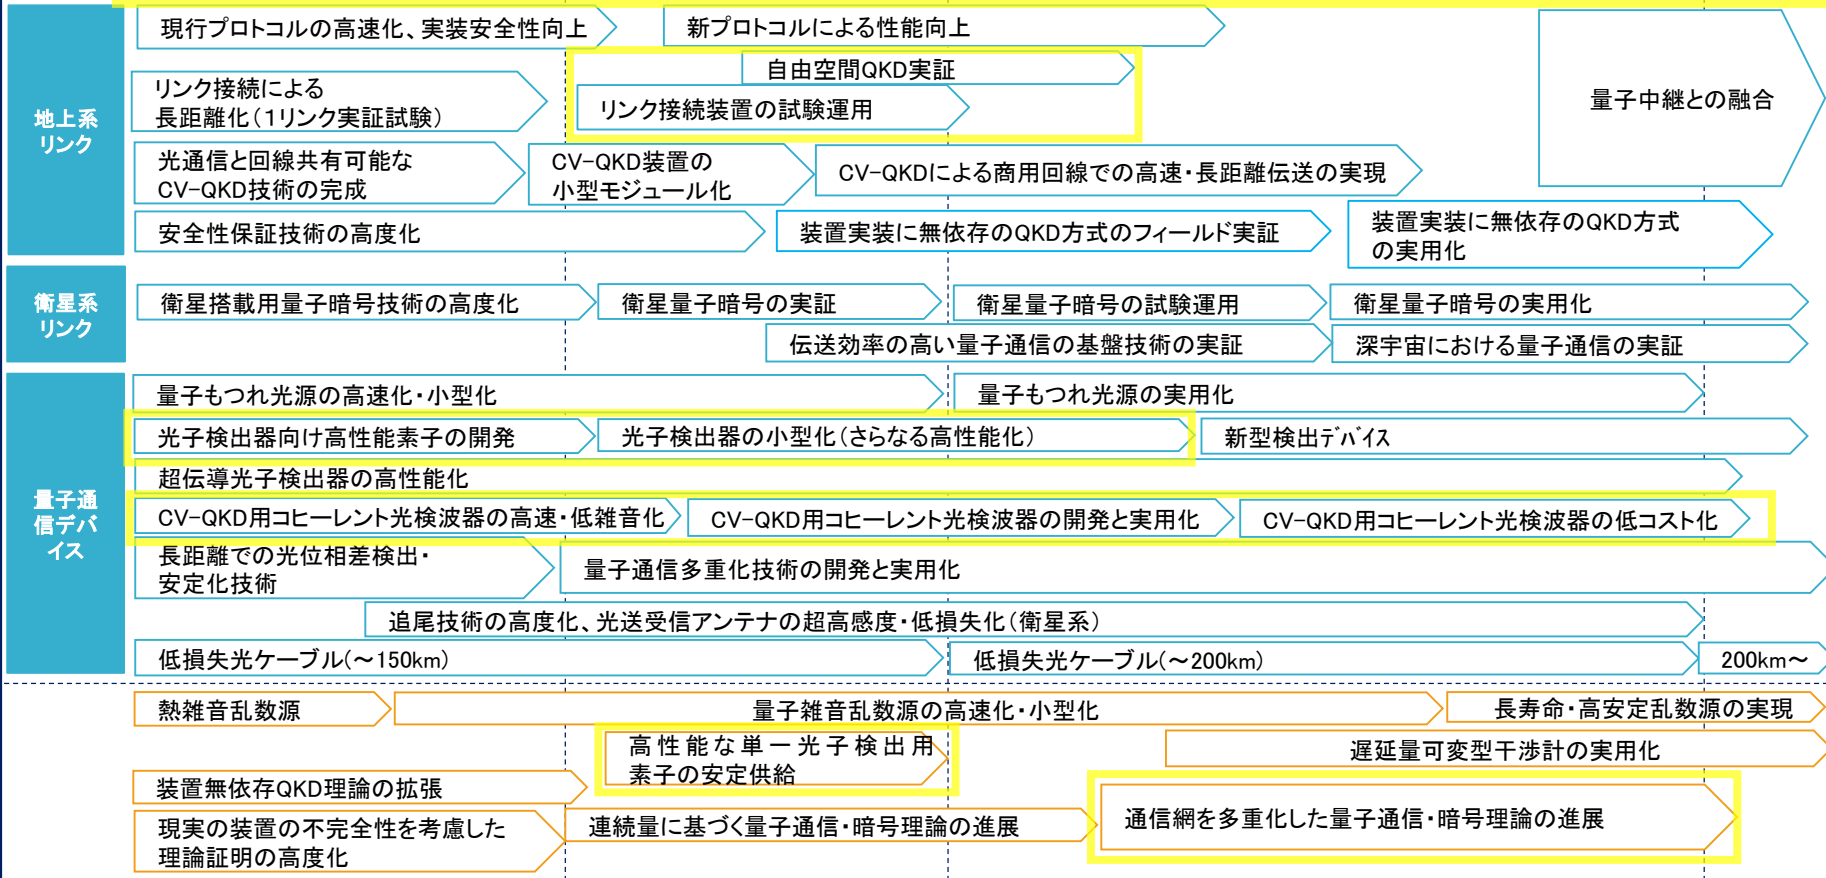 地上系
リンク
現行プロトコルの高速化、実装安全性向上
新プロトコルによる性能向上
自由空間QKD実証
リンク接続による
長距離化(1リンク実証試験)
リンク接続装置の試験運用
量子中継との融合
光通信と回線共有可能な
CV-QKD技術の完成
CV-QKD装置の
小型モジュール化
CV-QKDによる商用回線での高速・長距離伝送の実現
安全性保証技術の高度化
装置実装に無依存のQKD方式のフィールド実証
装置実装に無依存のQKD方式
の実用化
衛星系
リンク
衛星搭載用量子暗号技術の高度化
衛星量子暗号の実証
衛星量子暗号の試験運用
衛星量子暗号の実用化
伝送効率の高い量子通信の基盤技術の実証
深宇宙における量子通信の実証
量子通
信デバ
イス
量子もつれ光源の高速化・小型化
量子もつれ光源の実用化
光子検出器向け高性能素子の開発
光子検出器の小型化(さらなる高性能化)
新型検出デバイス
超伝導光子検出器の高性能化
CV-QKD用コヒーレント光検波器の高速・低雑音化
CV-QKD用コヒーレント光検波器の開発と実用化
CV-QKD用コヒーレント光検波器の低コスト化
長距離での光位相差検出・
安定化技術
量子通信多重化技術の開発と実用化
追尾技術の高度化、光送受信アンテナの超高感度・低損失化(衛星系)
低損失光ケーブル(~150km)
低損失光ケーブル(~200km)
200km~
熱雑音乱数源
量子雑音乱数源の高速化・小型化
長寿命・高安定乱数源の実現
高性能な単一光子検出用
素子の安定供給
遅延量可変型干渉計の実用化
装置無依存QKD理論の拡張
現実の装置の不完全性を考慮した
理論証明の高度化
連続量に基づく量子通信・暗号理論の進展
通信網を多重化した量子通信・暗号理論の進展